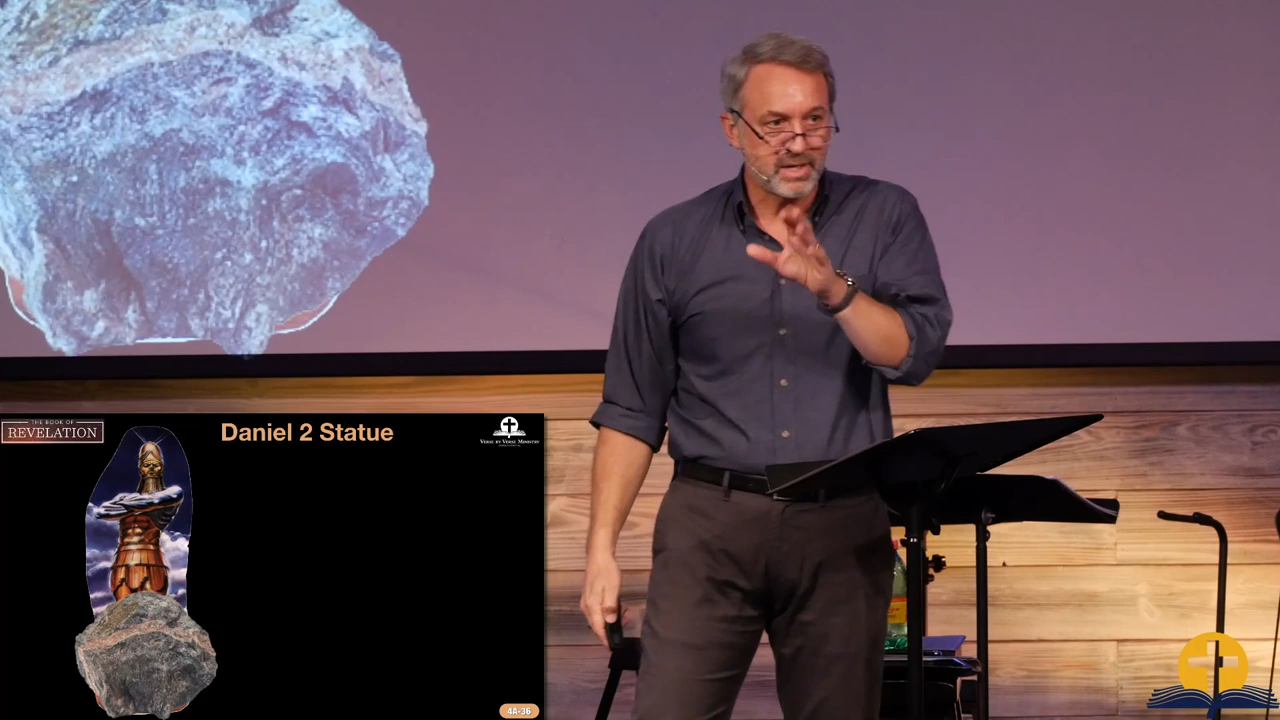 THE BOOK OF
REVELATION
Daniel 2 Statue
VERSE BY VERSE MINISTRY
4A-36